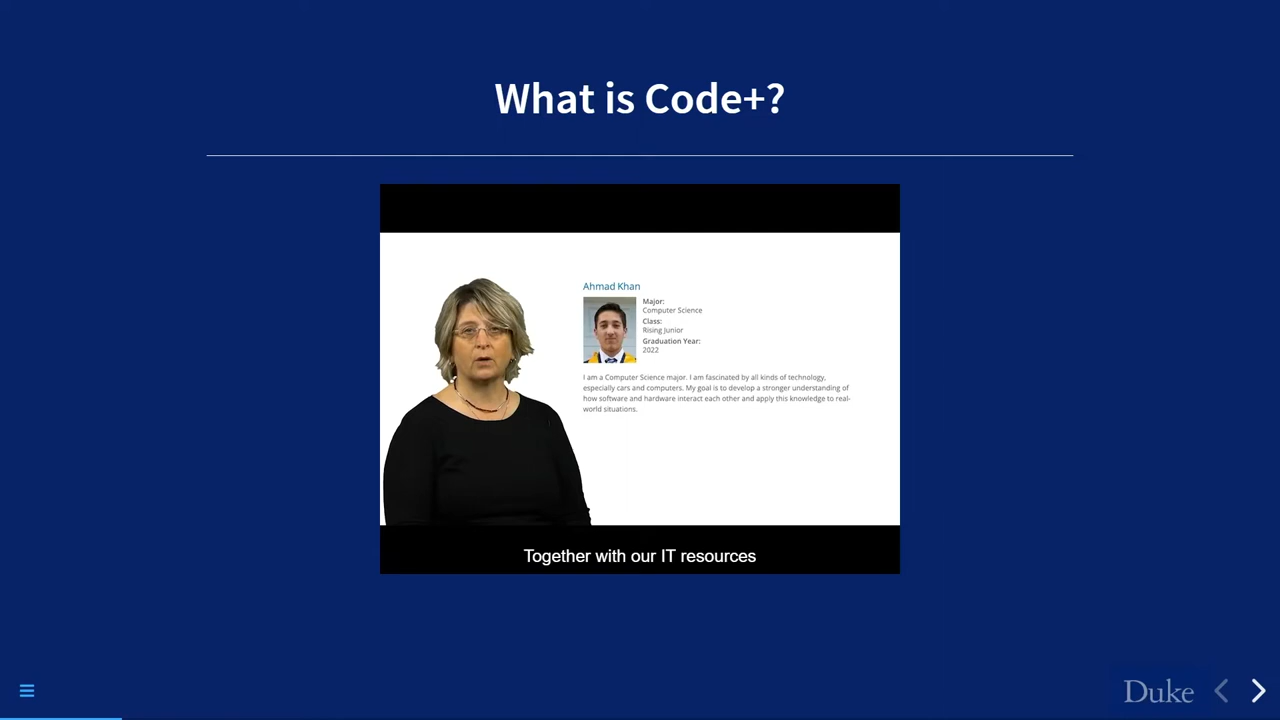 What is Code+?
Ahmad Khan
Major:
Computer Science
Class:
Rising Junior
Graduation Year:
2022
I am a Computer Science major. I am fascinated by all kinds of technology,
especially cars and computers. My goal is to develop a stronger understanding of
how software and hardware interact each other and apply this knowledge to real-
world situations.
Together with our IT resources
Duke